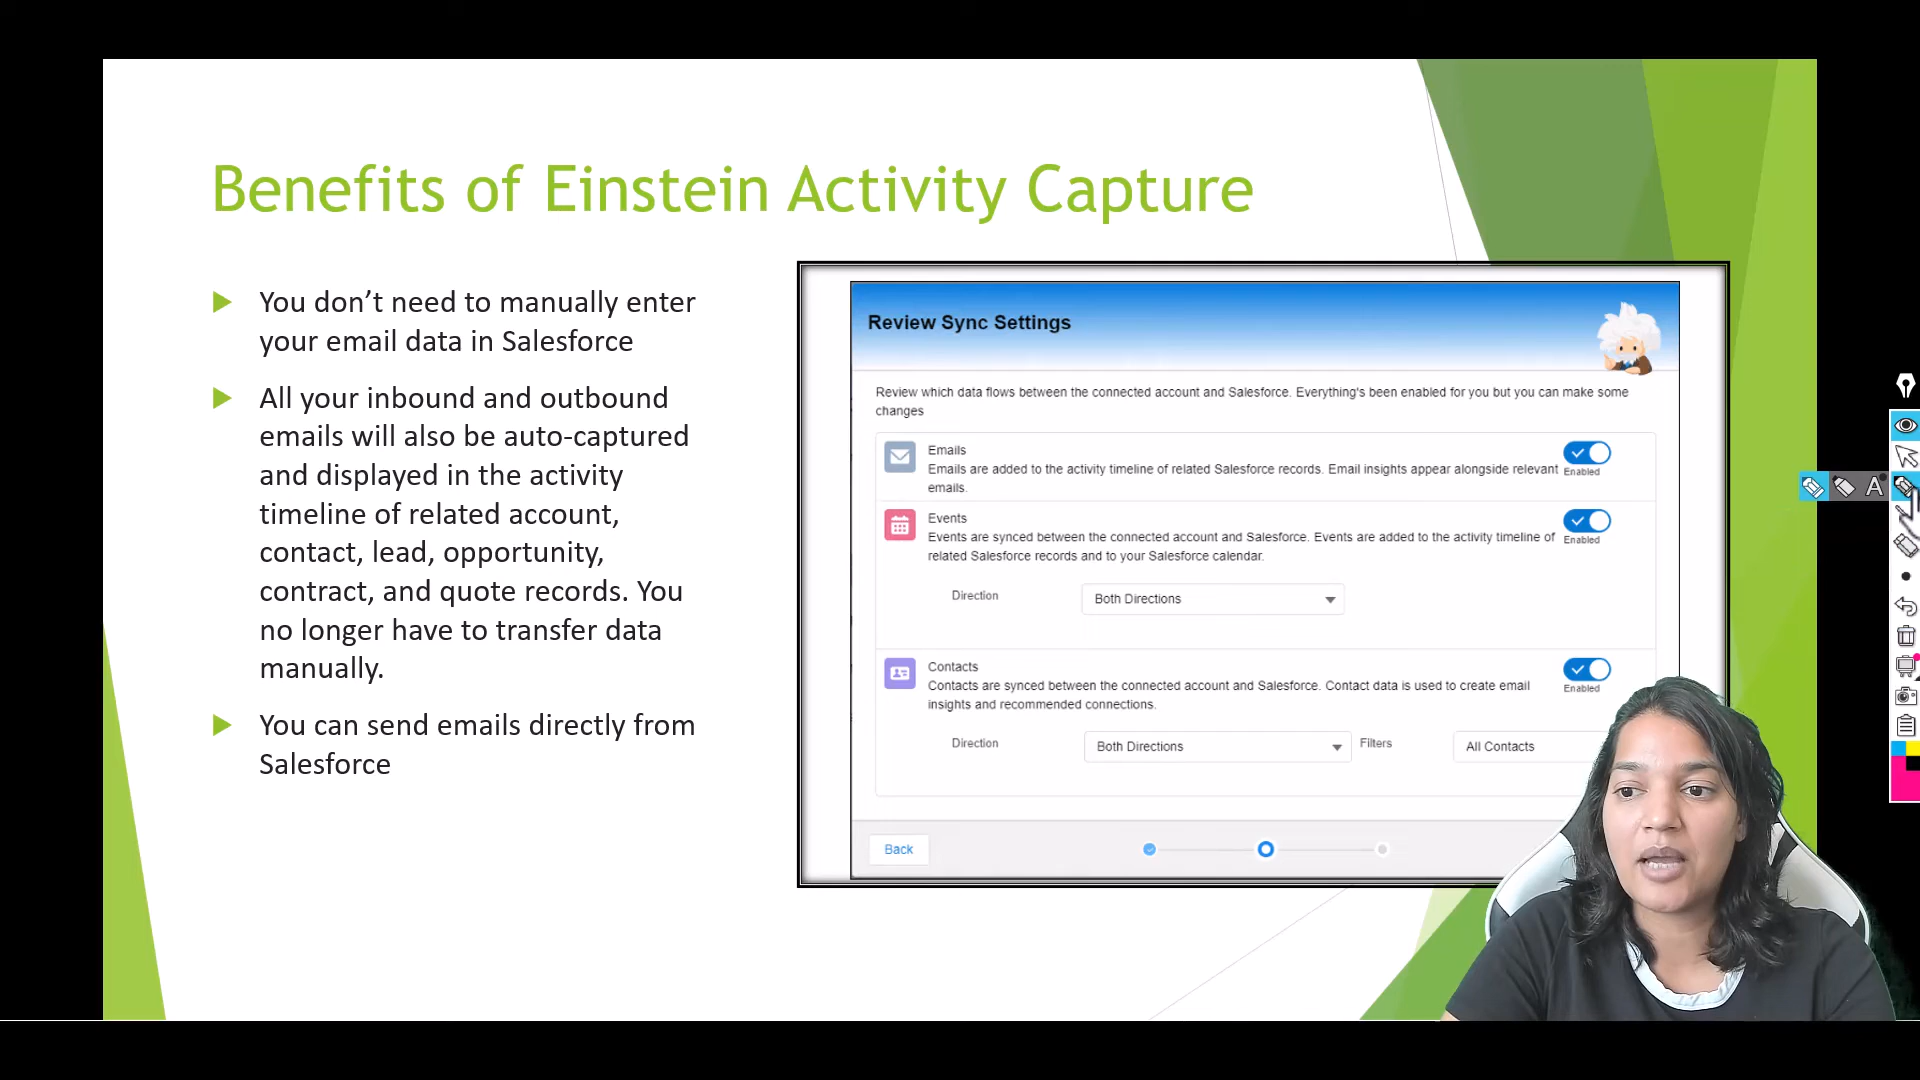 Benefits of Einstein Activity Capture
You don’t need to manually enter
your email data in Salesforce
All your inbound and outbound
emails will also be auto-captured
and displayed in the activity
timeline of related account,
contact, lead, opportunity,
contract, and quote records. You
no longer have to transfer data
manually.
You can send emails directly from
Salesforce
Review Sync Settings
Review which data flows between the connected account and Salesforce. Everything's been enabled for you but you can make some
changes
Emails
Emails are added to the activity timeline of related Salesforce records. Email insights appear alongside relevant
emails.
Enabled
Events
Events are synced between the connected account and Salesforce. Events are added to the activity timeline of
related Salesforce records and to your Salesforce calendar.
Enabled
Direction
Both Directions
Contacts
Contacts are synced between the connected account and Salesforce. Contact data is used to create email
insights and recommended connections.
Enabled
Direction
Both Directions
Filters
All Contacts
Back
A